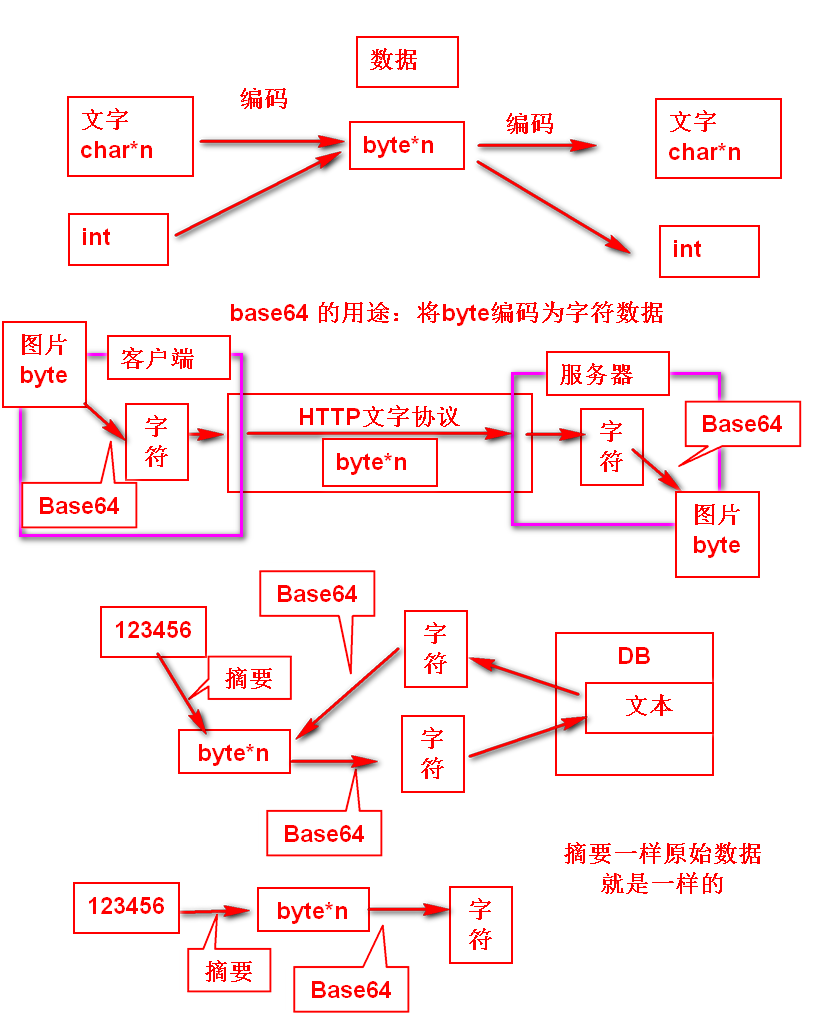 数据
编码
编码
文字
char*n
byte*n
文字
char*n
int
int
base64 的用途：将byte编码为字符数据
图片
byte
客户端
服务器
HTTP文字协议
字
符
字
符
Base64
byte*n
Base64
图片
byte
Base64
123456
字
符
DB
摘要
文本
byte*n
字
符
Base64
摘要一样原始数据
就是一样的
123456
byte*n
字
符
摘要
Base64